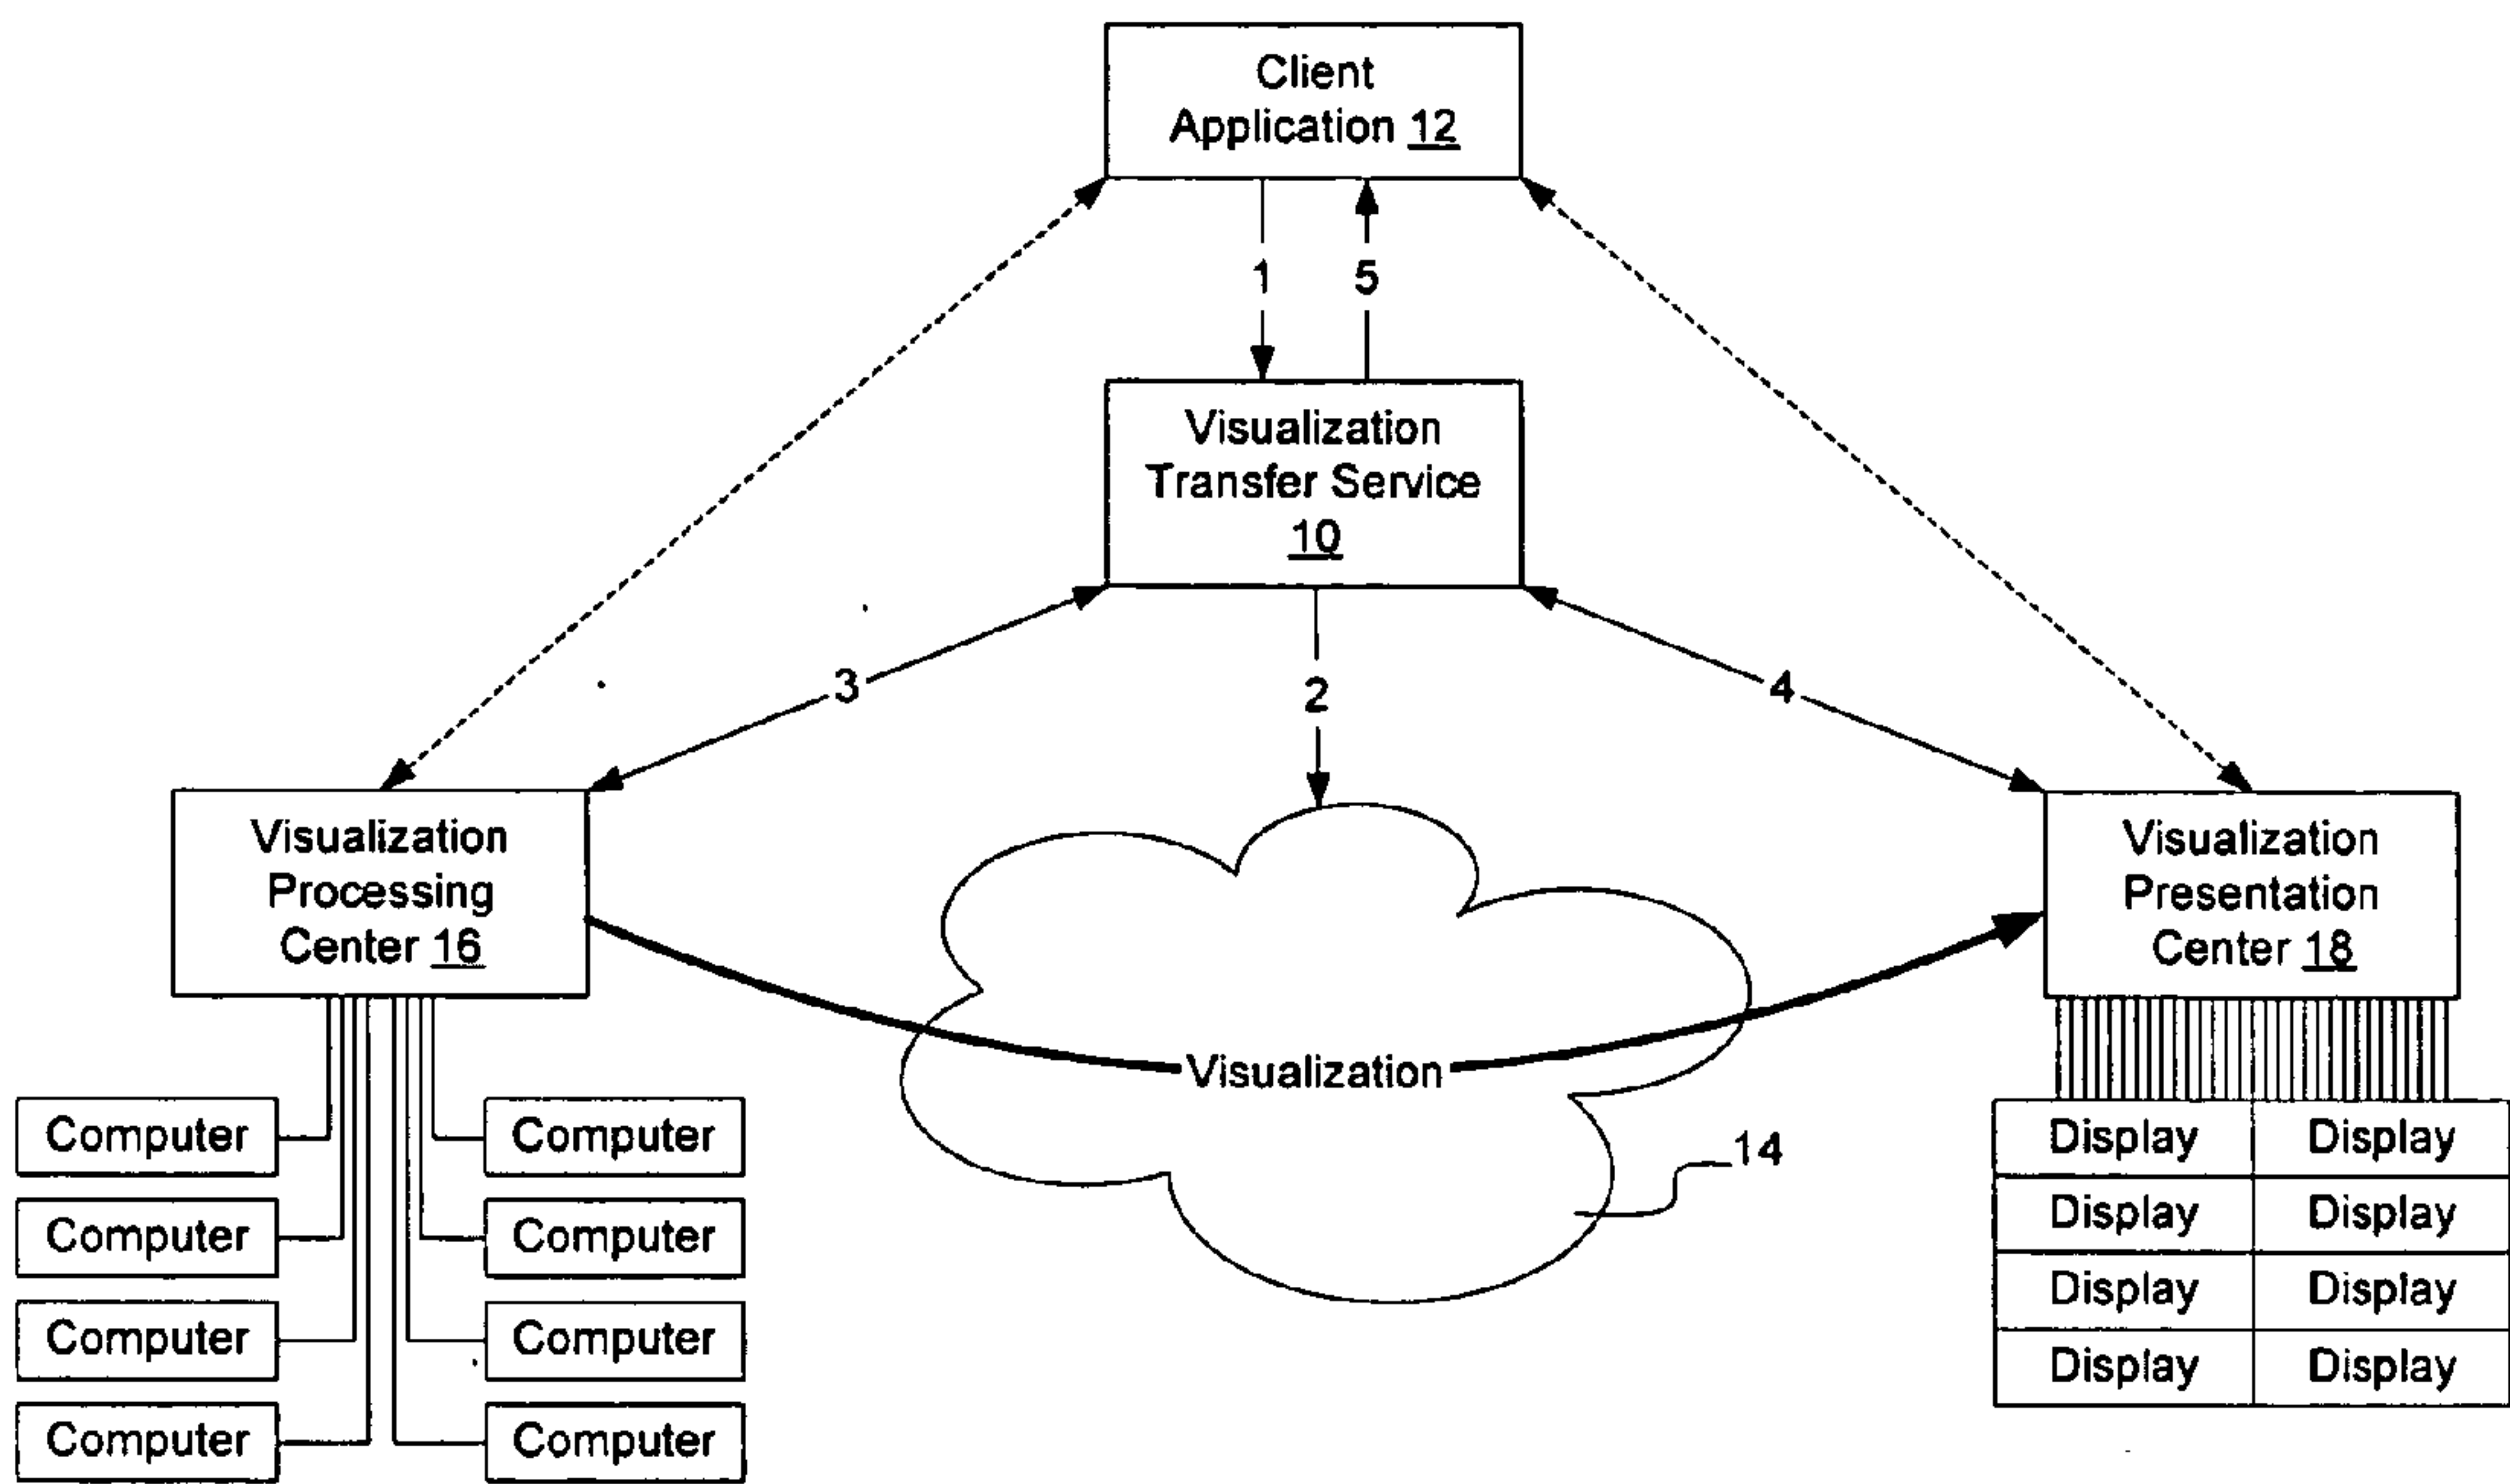 Client
Application 12
1
5
Visualization
Transfer Service
10
3
2
4
Visualization
Processing
Center 16
Visualization
Presentation
Center 18
Visualization
14
Computer
Computer
Computer
Computer
Computer
Computer
Computer
Computer
Display
Display
Display
Display
Display
Display
Display
Display